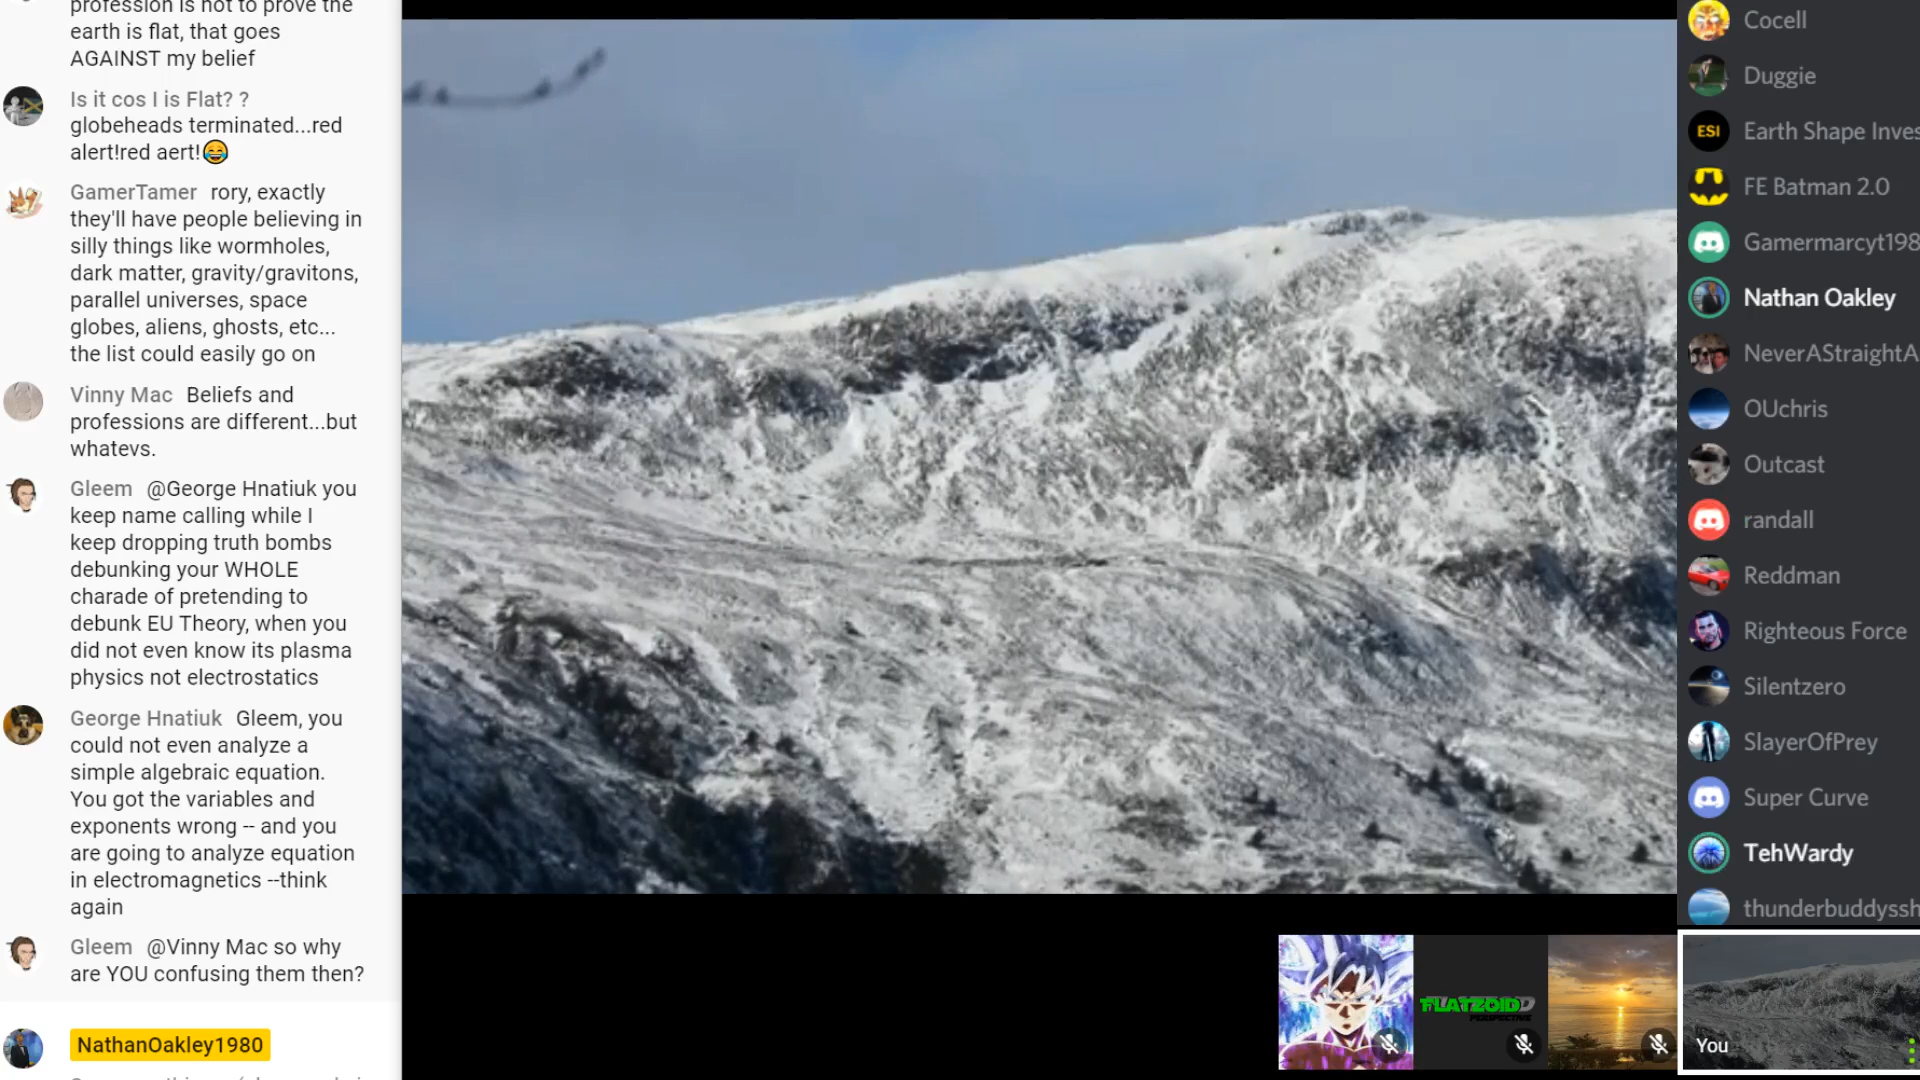 profession is not to prove the
earth is flat, that goes
AGAINST my belief
Is it cos I is Flat? ?
globeheads terminated...red
alert!red aert!😂
GamerTamer rory, exactly
they'll have people believing in
silly things like wormholes,
dark matter, gravity/gravitons,
parallel universes, space
globes, aliens, ghosts, etc...
the list could easily go on
Vinny Mac Beliefs and
professions are different...but
whatevs.
Gleem @George Hnatiuk you
keep name calling while I
keep dropping truth bombs
debunking your WHOLE
charade of pretending to
debunk EU Theory, when you
did not even know its plasma
physics not electrostatics
George Hnatiuk Gleem, you
could not even analyze a
simple algebraic equation.
You got the variables and
exponents wrong -- and you
are going to analyze equation
in electromagnetics --think
again
Gleem @Vinny Mac so why
are YOU confusing them then?
NathanOakley1980
Cocell
Duggie
ESI
Earth Shape Inves
FE Batman 2.0
Gamermarcyt198
Nathan Oakley
NeverAStraightA
OUchris
Outcast
randall
Reddman
Righteous Force
Silentzero
SlayerOfPrey
Super Curve
TehWardy
thunderbuddyssh
FLATZOID
PERSPECTIVE
You